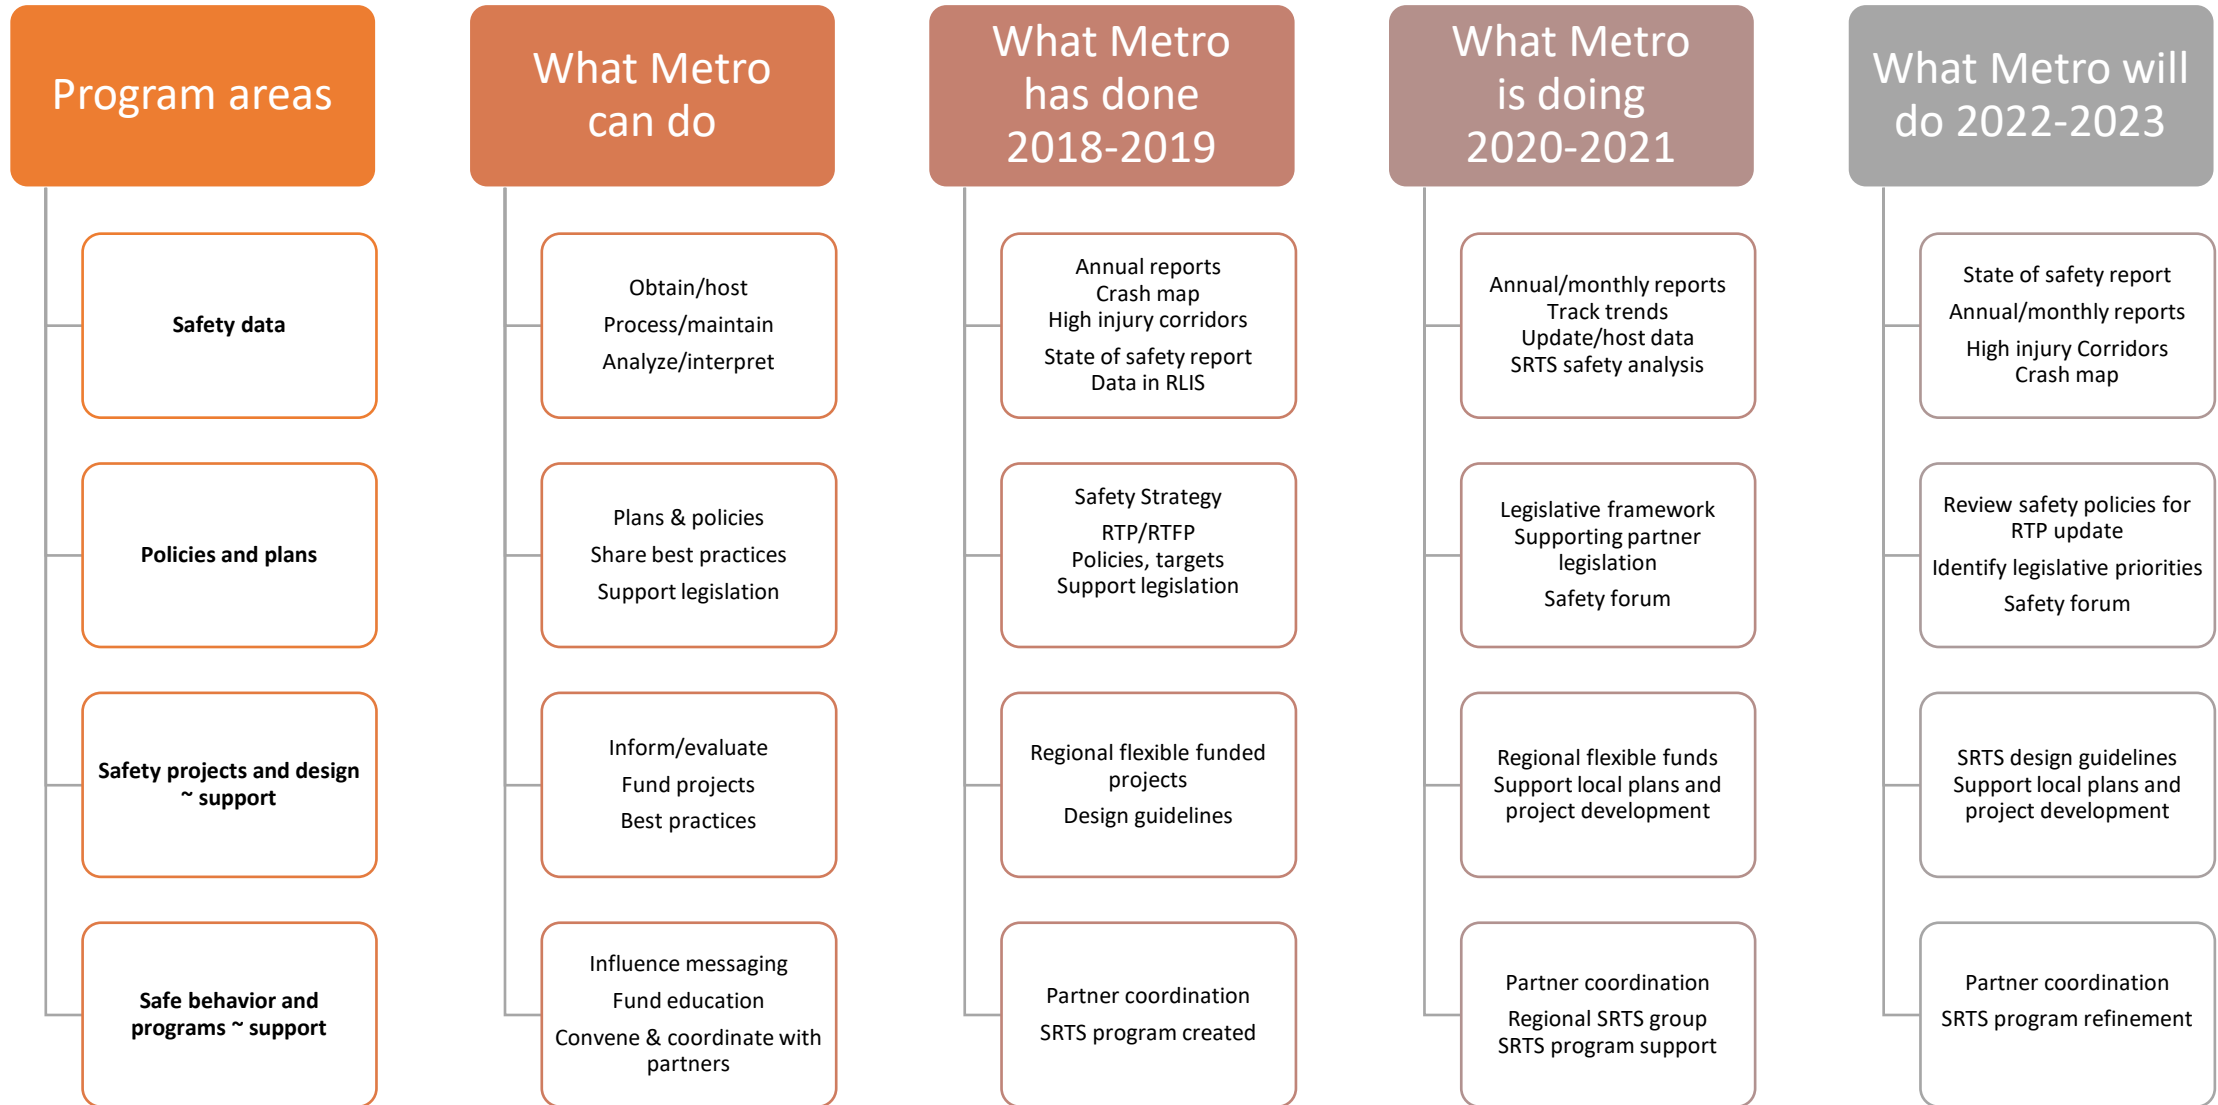 Program areas
Safety data
Policies and plans
Safety projects and design
~ support
Safe behavior and
programs ~ support
What Metro
can do
Obtain/host
Process/maintain
Analyze/interpret
Plans & policies
Share best practices
Support legislation
Inform/evaluate
Fund projects
Best practices
Influence messaging
Fund education
Convene & coordinate with
partners
What Metro
has done
2018-2019
Annual reports
Crash map
High injury corridors
State of safety report
Data in RLIS
Safety Strategy
RTP/RTFP
Policies, targets
Support legislation
Regional flexible funded
projects
Design guidelines
Partner coordination
SRTS program created
What Metro
is doing
2020-2021
Annual/monthly reports
Track trends
Update/host data
SRTS safety analysis
Legislative framework
Supporting partner
legislation
Safety forum
Regional flexible funds
Support local plans and
project development
Partner coordination
Regional SRTS group
SRTS program support
What Metro will
do 2022-2023
State of safety report
Annual/monthly reports
High injury Corridors
Crash map
Review safety policies for
RTP update
Identify legislative priorities
Safety forum
SRTS design guidelines
Support local plans and
project development
Partner coordination
SRTS program refinement